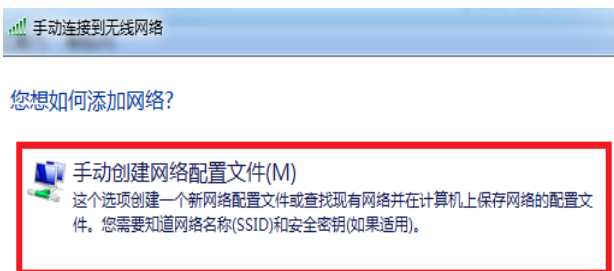 手动连接到无线网络
您想如何添加网络?
手动创建网络配置文件(M)
这个选项创建一个新网络配置文件或查找现有网络并在计算机上保存网络的配置文
件。您需要知道网络名称(SSID)和安全密钥(如果适用)。